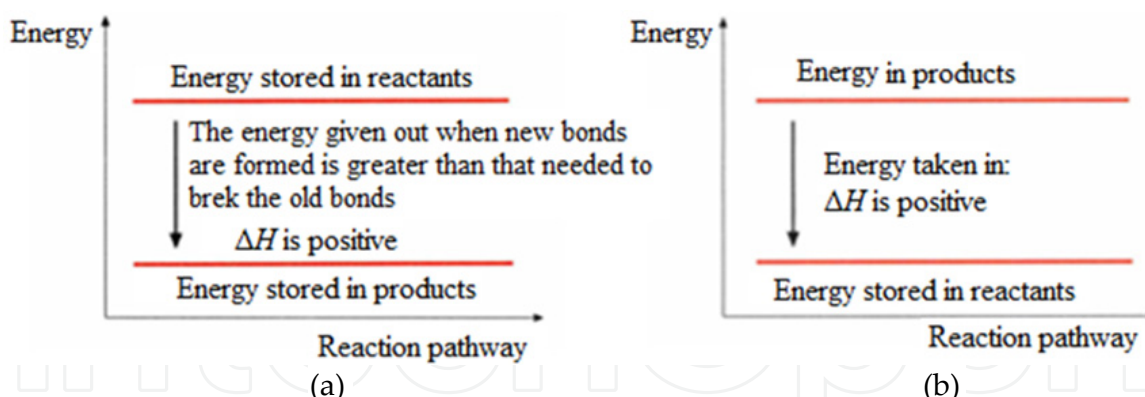 Energy
Energy stored in reactants
The energy given out when new bonds
are formed is greater than that needed to
brek the old bonds
ΔH is positive
Energy stored in products
Reaction pathway
(a)
Energy
Energy in products
Energy taken in:
ΔH is positive
Energy stored in reactants
Reaction pathway
(b)